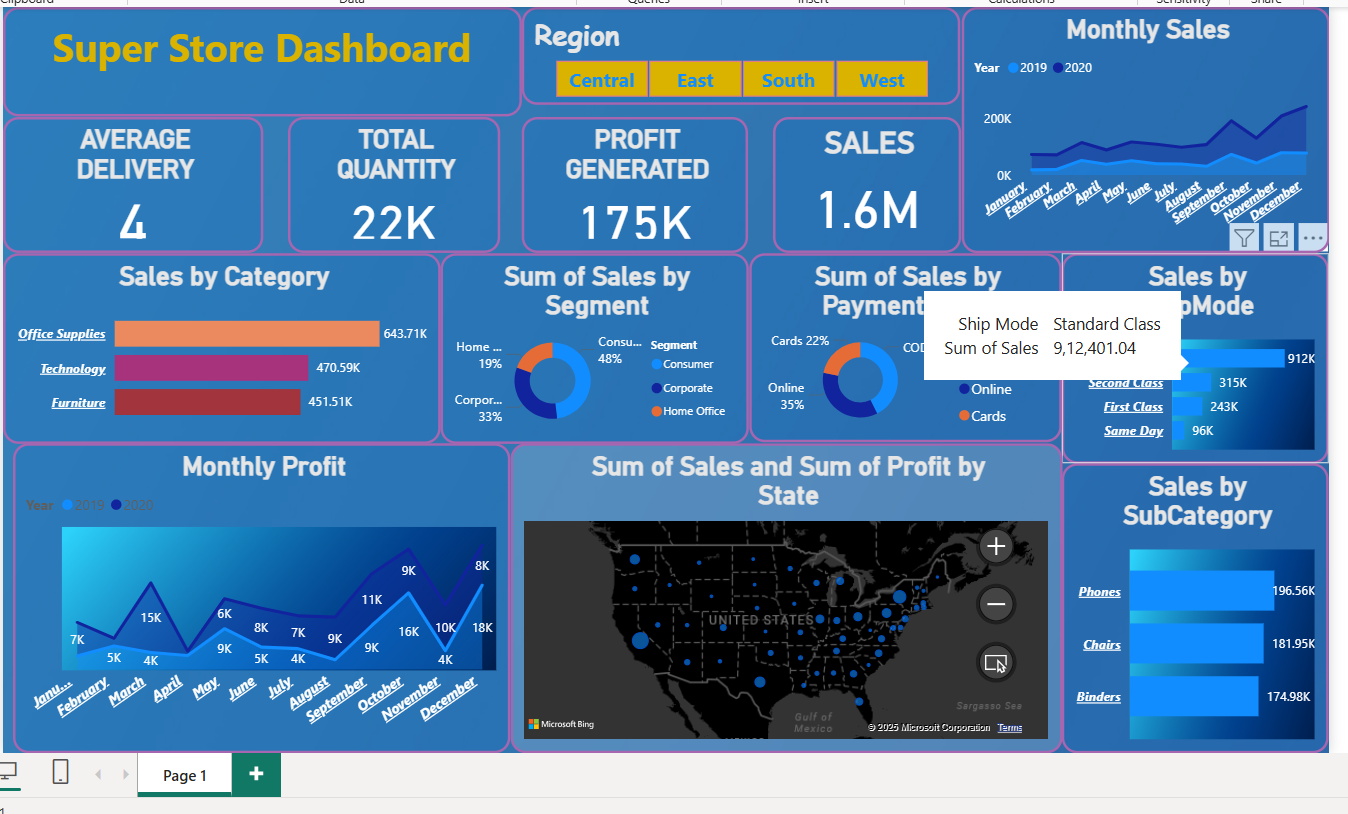 Super Store Dashboard
Region
Central
East
South
West
Monthly Sales
Year 2019 2020
200K
0K
January
February
March
April
May
June
July
August
September
October
November
December
AVERAGE
DELIVERY
4
TOTAL
QUANTITY
22K
PROFIT
GENERATED
175K
SALES
1.6M
Sales by Category
Office Supplies
643.71K
Technology
470.59K
Furniture
451.51K
Sum of Sales by
Segment
Home ...
19%
Consu...
48%
Corpor...
33%
Segment
Consumer
Corporate
Home Office
Sum of Sales by
Payment
Cards 22%
COD
Online
35%
Online
Cards
Ship Mode Standard Class
Sum of Sales 9,12,401.04
Sales by
pMode
912K
Second Class
315K
First Class
243K
Same Day
96K
Monthly Profit
Year 2019 2020
7K
5K
15K
4K
6K
9K
8K
5K
7K
4K
9K
11K
9K
9K
16K
10K
4K
8K
18K
Janu...
February
March
April
May
June
July
August
September
October
November
December
Sum of Sales and Sum of Profit by
State
UNITED STATES
Gulf of
Mexico
Sargasso Sea
Microsoft Bing
© 2025 Microsoft Corporation Terms
Sales by
SubCategory
Phones
196.56K
Chairs
181.95K
Binders
174.98K
Page 1